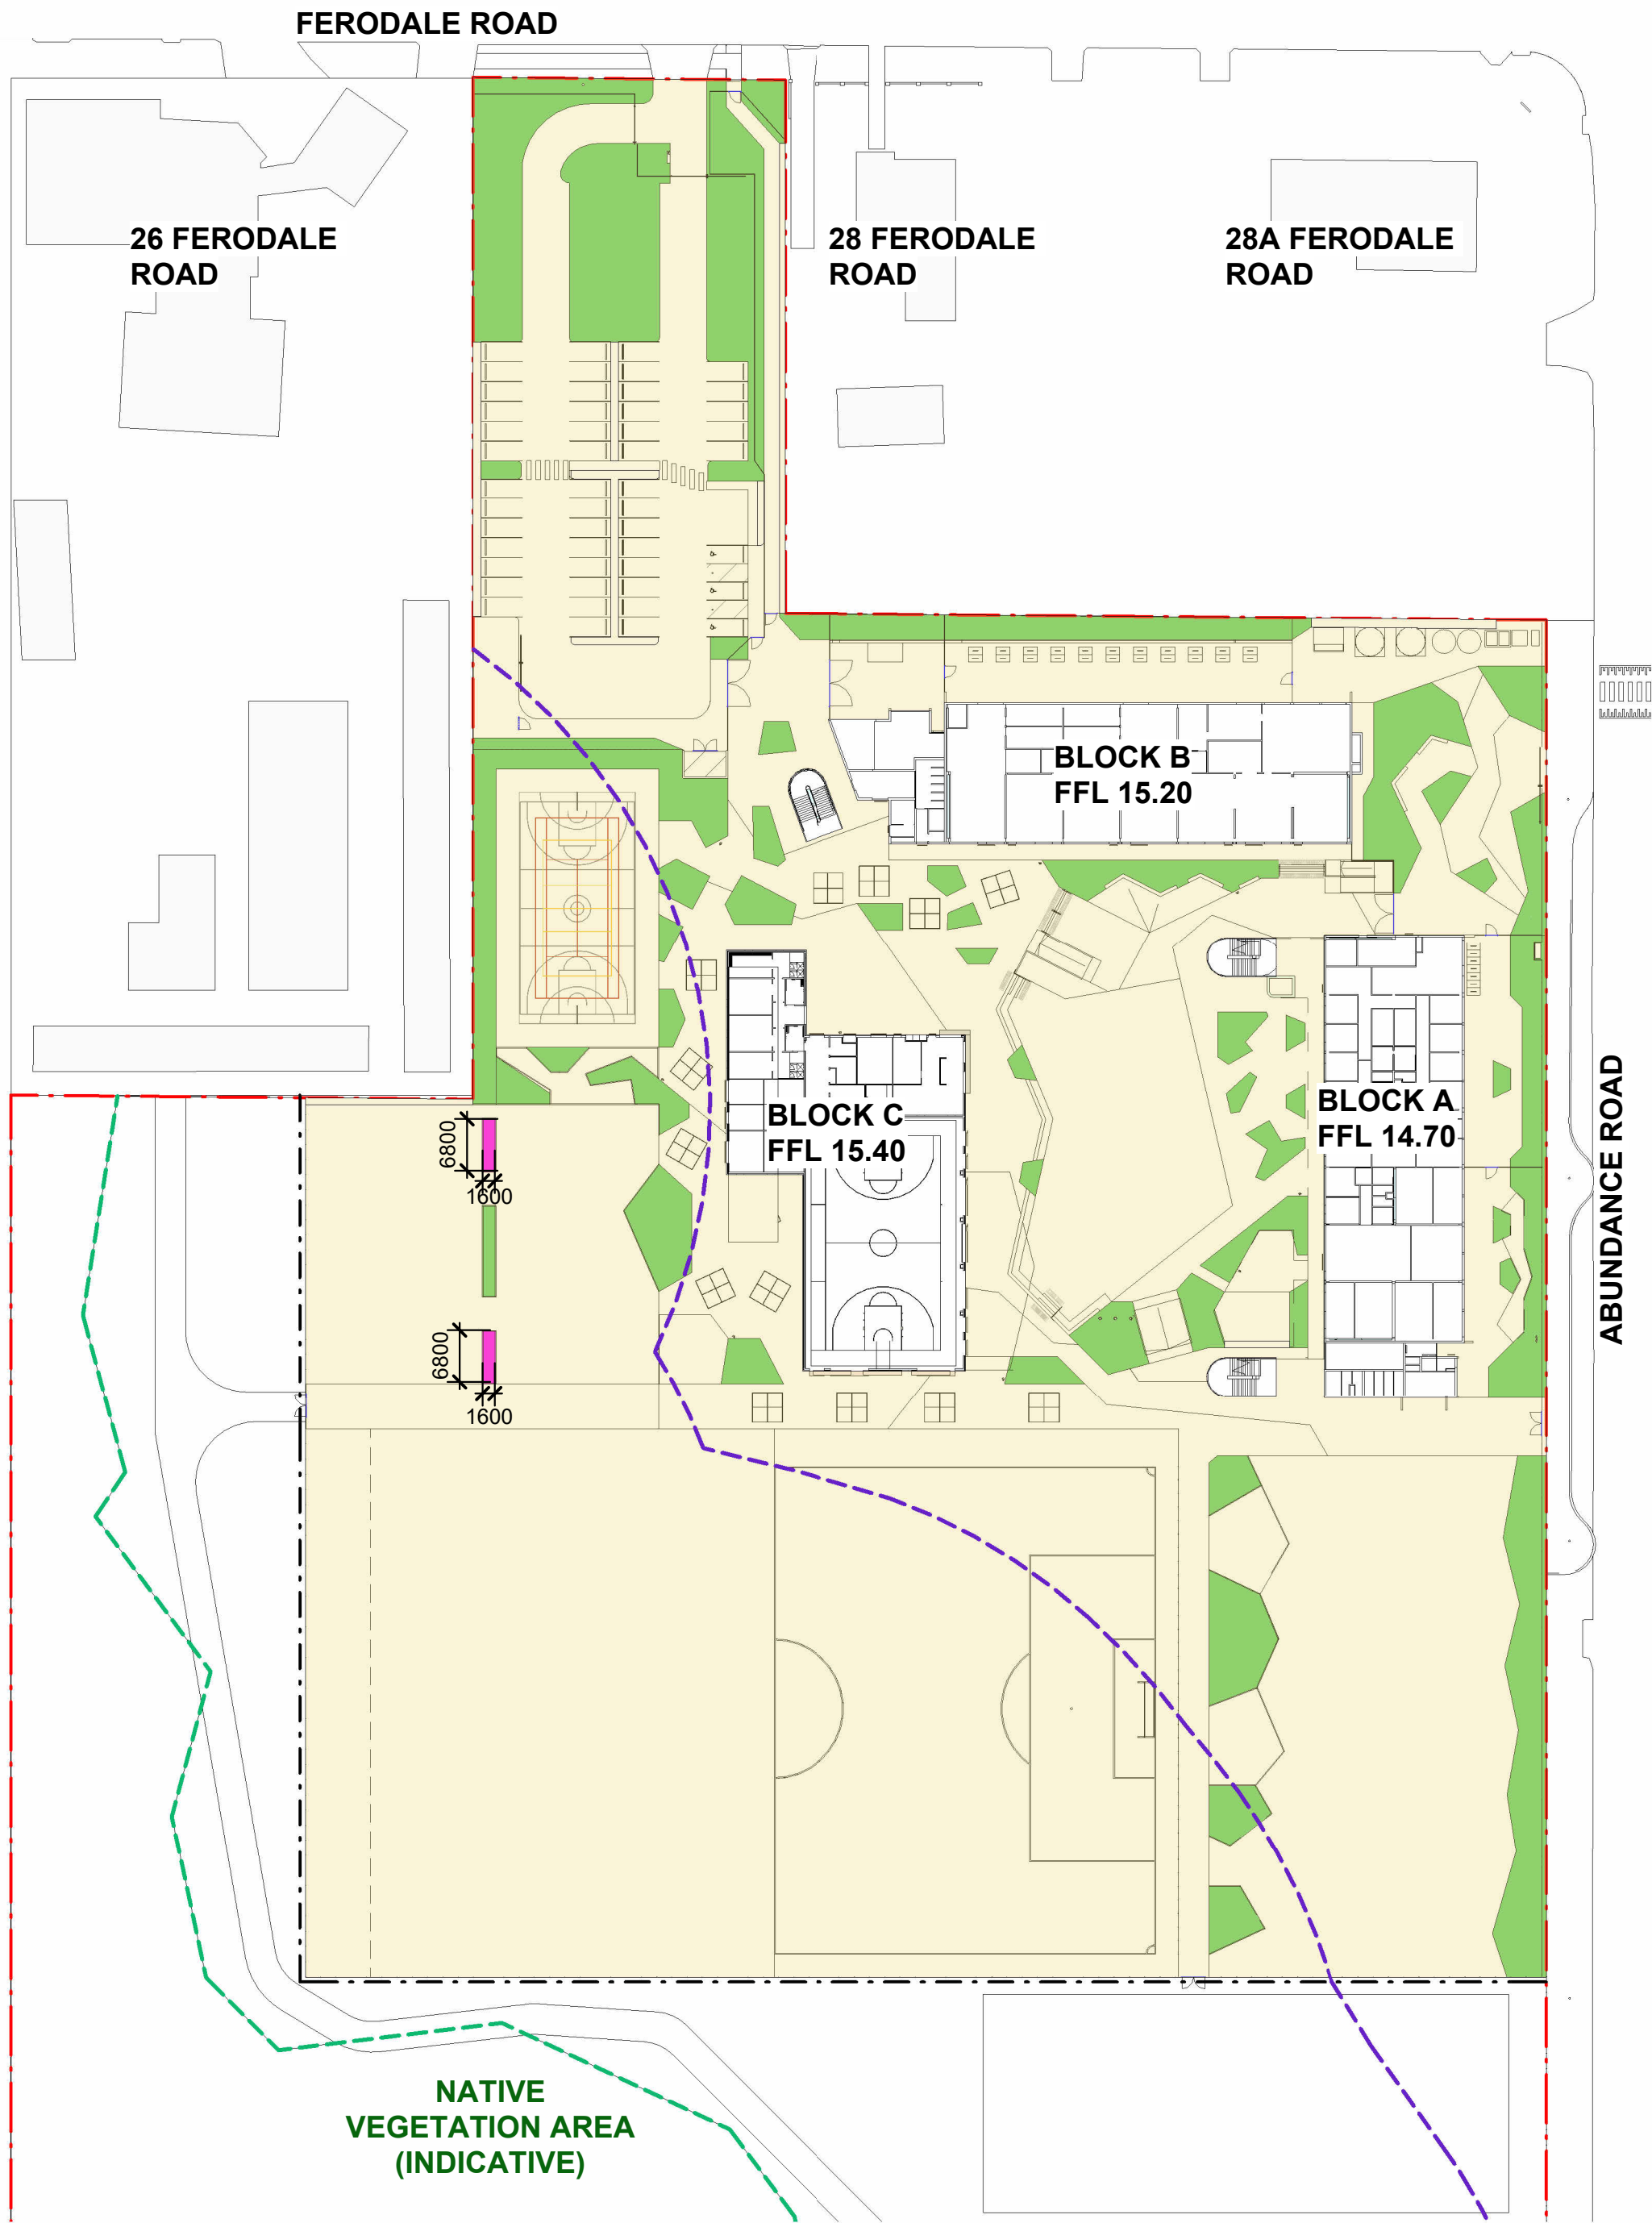 FERODALE ROAD
26 FERODALE
ROAD
28 FERODALE
ROAD
28A FERODALE
ROAD
BLOCK B
FFL 15.20
BLOCK C
FFL 15.40
BLOCK A
FFL 14.70
ABUNDANCE ROAD
6800
1600
6800
1600
NATIVE
VEGETATION AREA
(INDICATIVE)